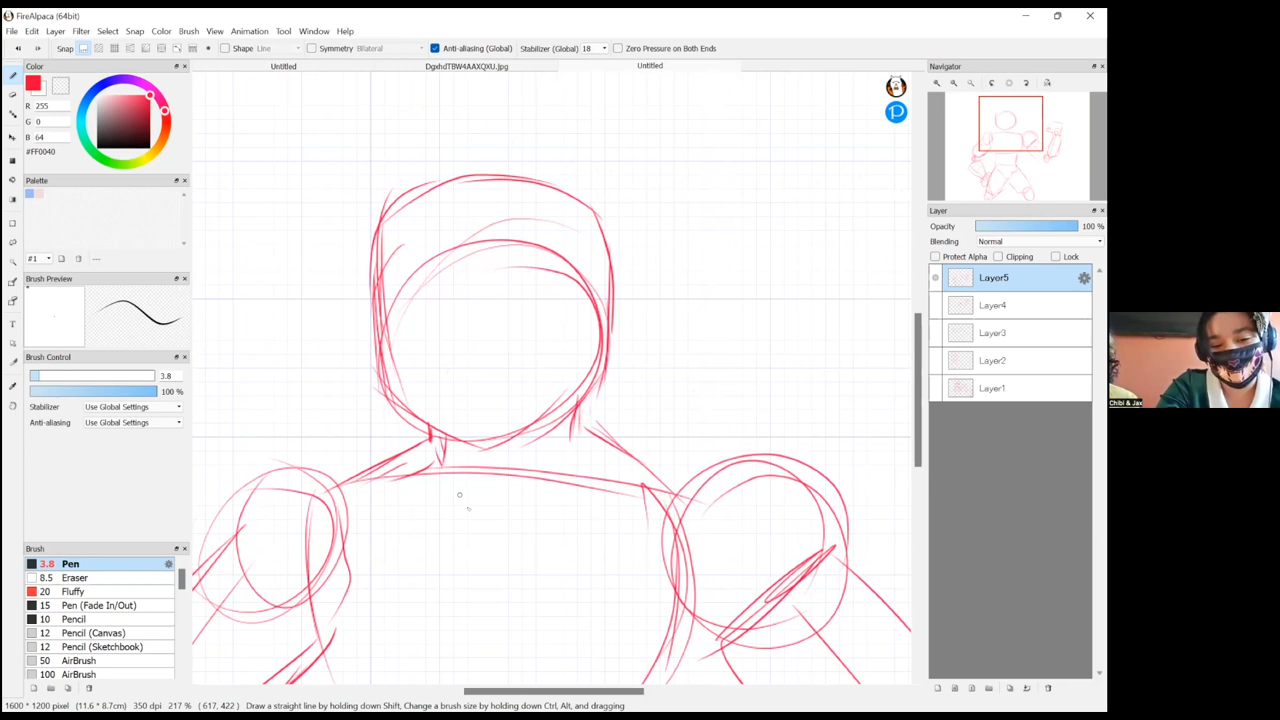 FireAlpaca (64bit)
File Edit Layer Filter Select Snap Color Brush View Animation Tool Window Help
Snap Shape Line Symmetry Bilateral Anti-aliasing (Global) Stabilizer (Global) 18 Zero Pressure on Both Ends
Color
Untitled
DgxhdTBW4AAXQXU.jpg
Untitled
Navigator
R 255
G 0
B 64
#FF0040
Palette
#1
---
Layer
Opacity 100 %
Blending Normal
Protect Alpha Clipping Lock
Layer5
Layer4
Layer3
Layer2
Layer1
Brush Preview
Brush Control
3.8
100 %
Stabilizer Use Global Settings
Anti-aliasing Use Global Settings
Brush
3.8 Pen
8.5 Eraser
20 Fluffy
15 Pen (Fade In/Out)
10 Pencil
12 Pencil (Canvas)
12 Pencil (Sketchbook)
50 AirBrush
100 AirBrush
Chibi & Jax
1600 * 1200 pixel (11.6 * 8.7cm) 350 dpi 217 % ( 617, 422 ) Draw a straight line by holding down Shift, Change a brush size by holding down Ctrl, Alt, and dragging